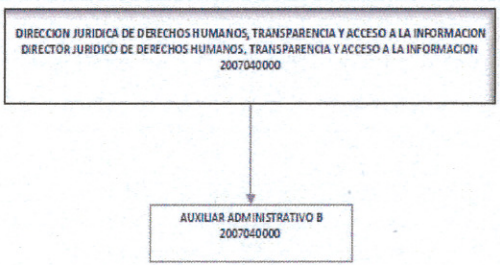 DIRECCION JURIDICA DE DERECHOS HUMANOS, TRANSPARENCIA Y ACCESO A LA INFORMACION
DIRECTOR JURIDICO DE DERECHOS HUMANOS, TRANSPARENCIA Y ACCESO A LA INFORMACION
2007040000
AUXILIAR ADMINISTRATIVO B
2007040000